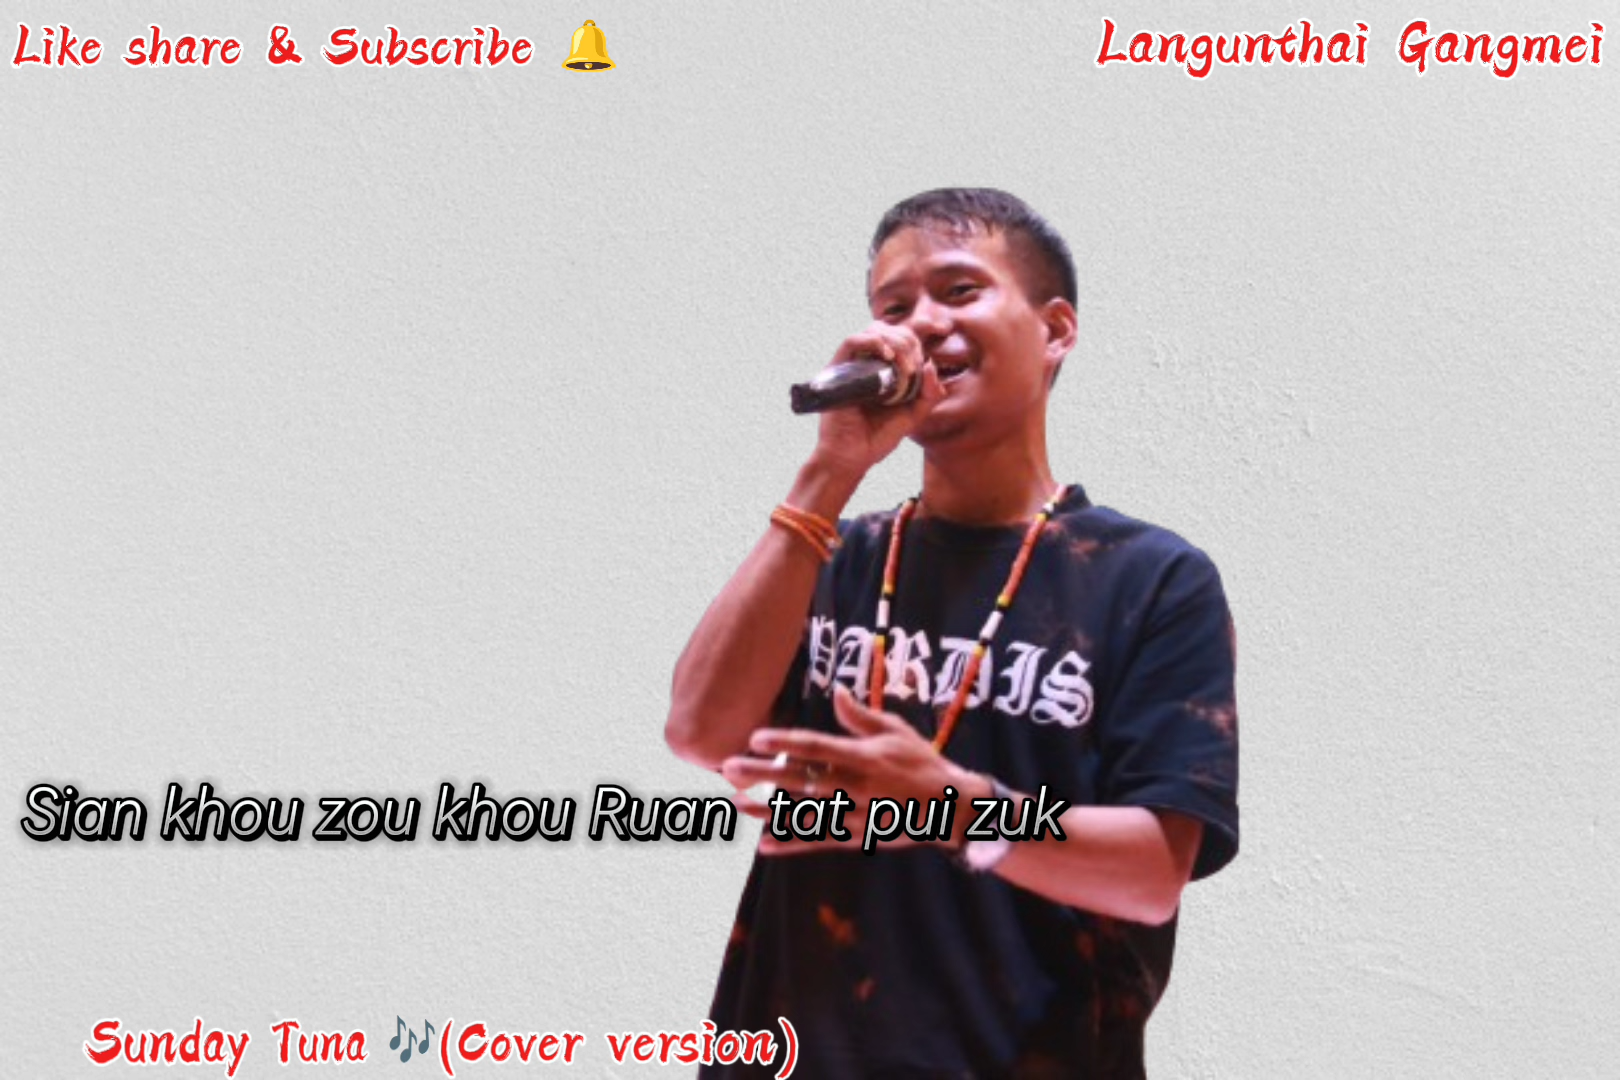 Like share & Subscribe 🔔
Langunthai Gangmei
PARDIS
Sian khou zou khou Ruan tat pui zuk
Sunday Tuna 🎶(Cover version)